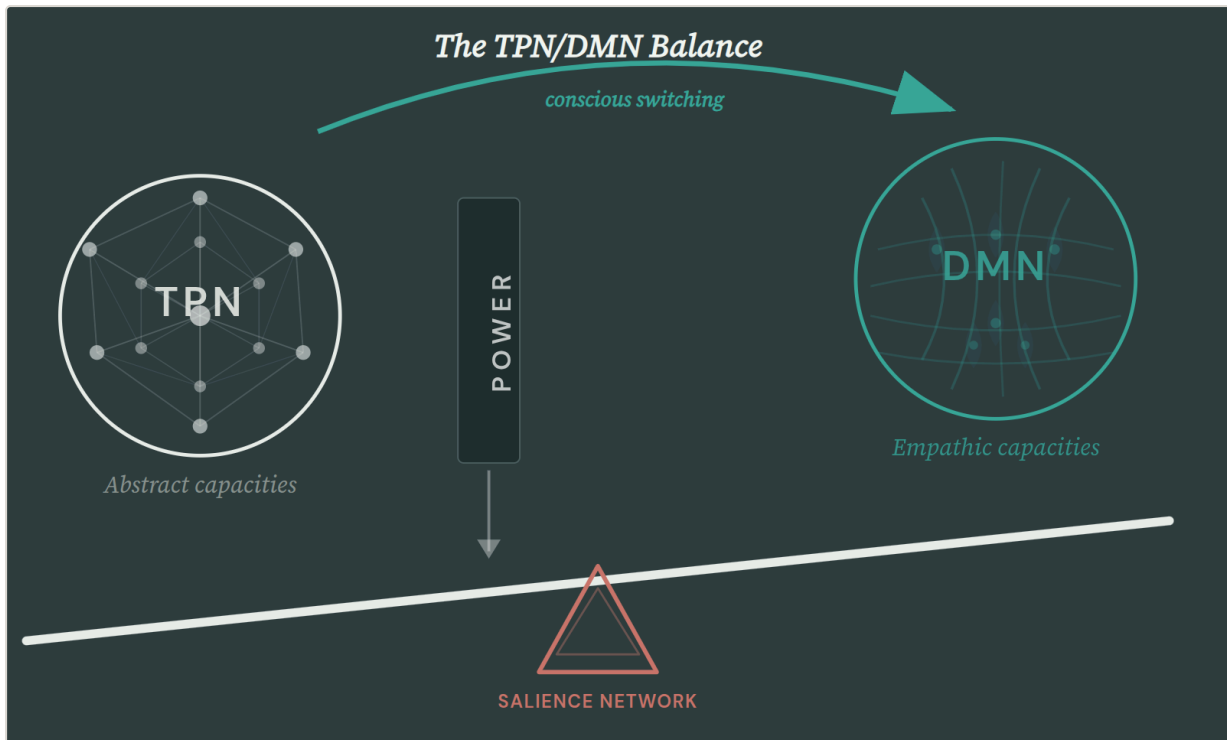 The TPN/DMN Balance
conscious switching
TPN
POWER
DMN
Abstract capacities
Empathic capacities
SALIENCE NETWORK